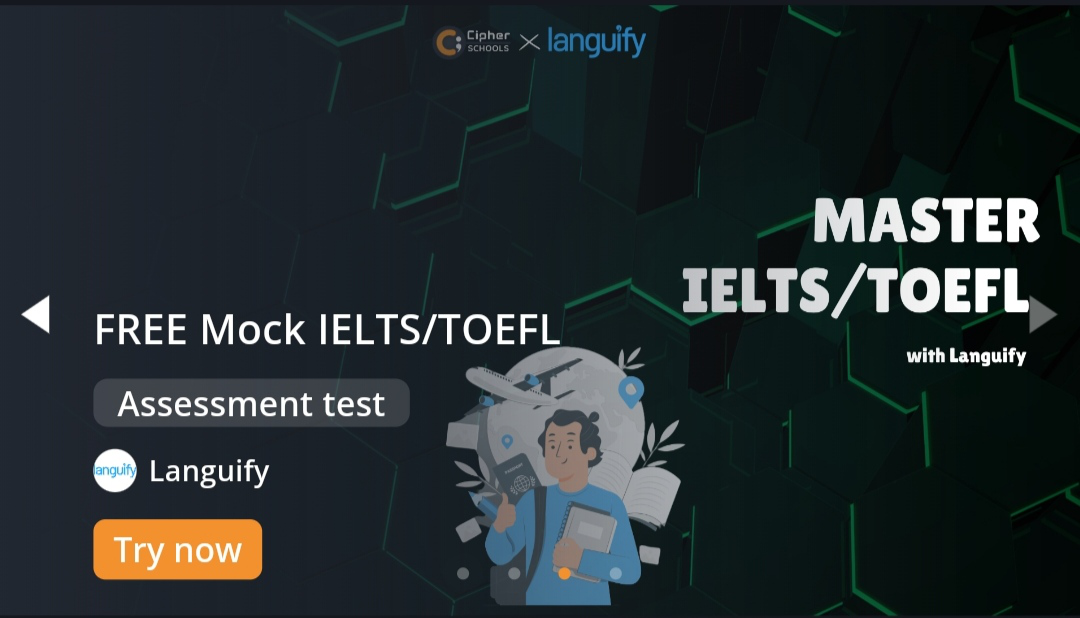 Cipher
SCHOOLS
languify
MASTER
IELTS/TOEFL
with Languify
FREE Mock IELTS/TOEFL
Assessment test
languify
Languify
Try now